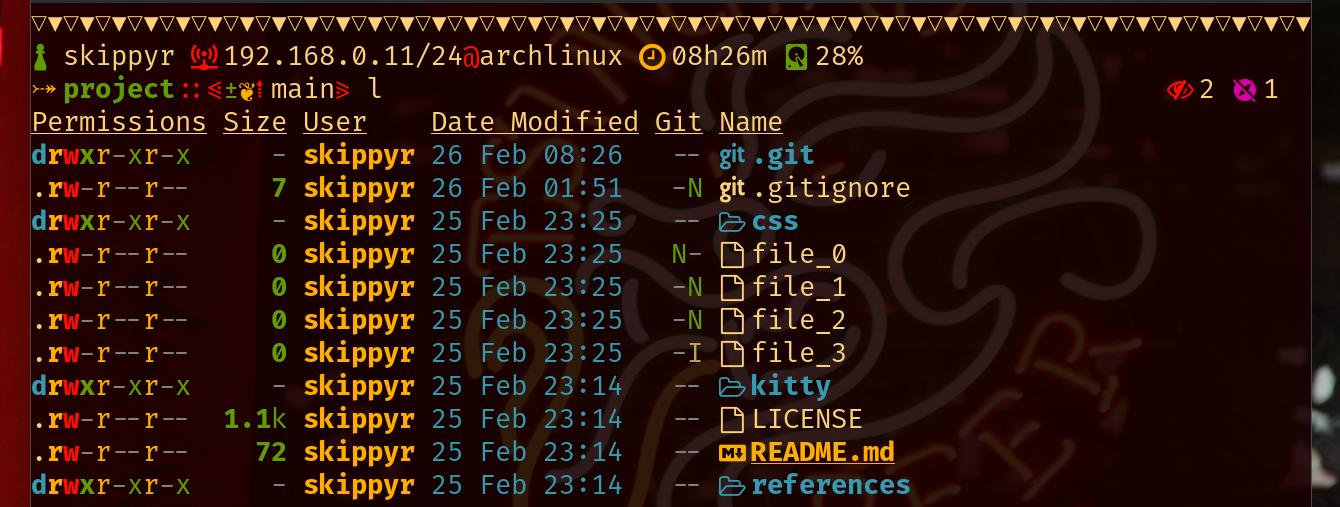 skippyr 192.168.0.11/24@archlinux 08h26m 28%
project::≼±❦⇡main≽ l 2 1
Permissions Size User Date Modified Git Name
drwxr-xr-x - skippyr 26 Feb 08:26 -- git .git
.rw-r--r-- 7 skippyr 26 Feb 01:51 -N git .gitignore
drwxr-xr-x - skippyr 25 Feb 23:25 -- css
.rw-r--r-- 0 skippyr 25 Feb 23:25 N- file_0
.rw-r--r-- 0 skippyr 25 Feb 23:25 -N file_1
.rw-r--r-- 0 skippyr 25 Feb 23:25 -N file_2
.rw-r--r-- 0 skippyr 25 Feb 23:25 -I file_3
drwxr-xr-x - skippyr 25 Feb 23:14 -- kitty
.rw-r--r-- 1.1k skippyr 25 Feb 23:14 -- LICENSE
.rw-r--r-- 72 skippyr 25 Feb 23:14 -- README.md
drwxr-xr-x - skippyr 25 Feb 23:14 -- references